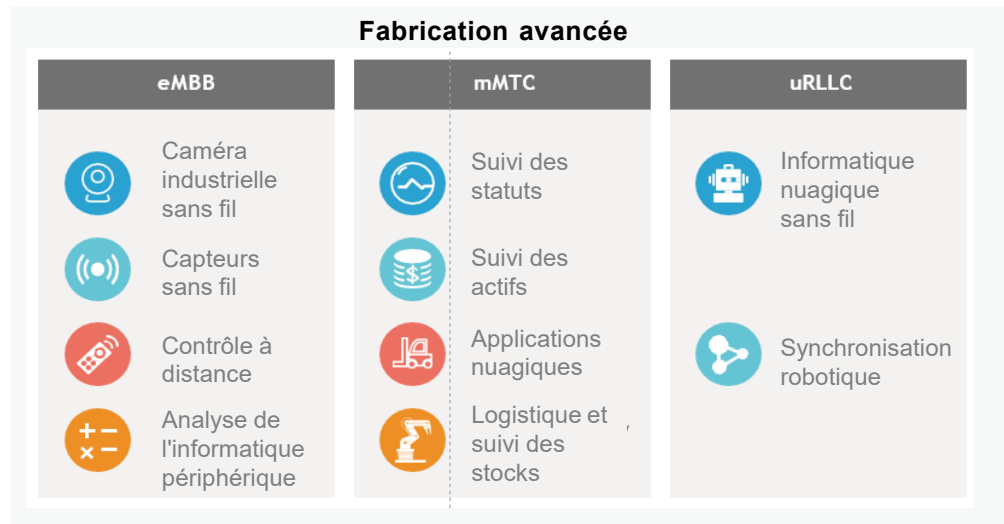 Fabrication avancée
eMBB
Caméra
industrielle
sans fil
Capteurs
sans fil
Contrôle à
distance
Analyse de
l'informatique
périphérique
mMTC
Suivi des
statuts
Suivi des
actifs
Applications
nuagiques
Logistique et
suivi des
stocks
uRLLC
Informatique
nuagique
sans fil
Synchronisation
robotique